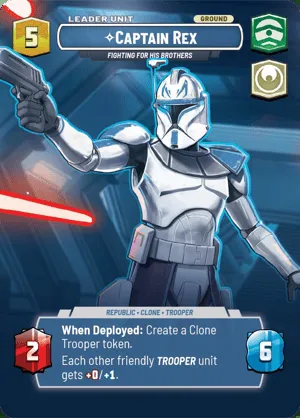 LEADER UNIT
GROUND
5
✧CAPTAIN REX
FIGHTING FOR HIS BROTHERS
REPUBLIC • CLONE • TROOPER
When Deployed: Create a Clone
Trooper token.
Each other friendly TROOPER unit
gets +0/+1.
2
6